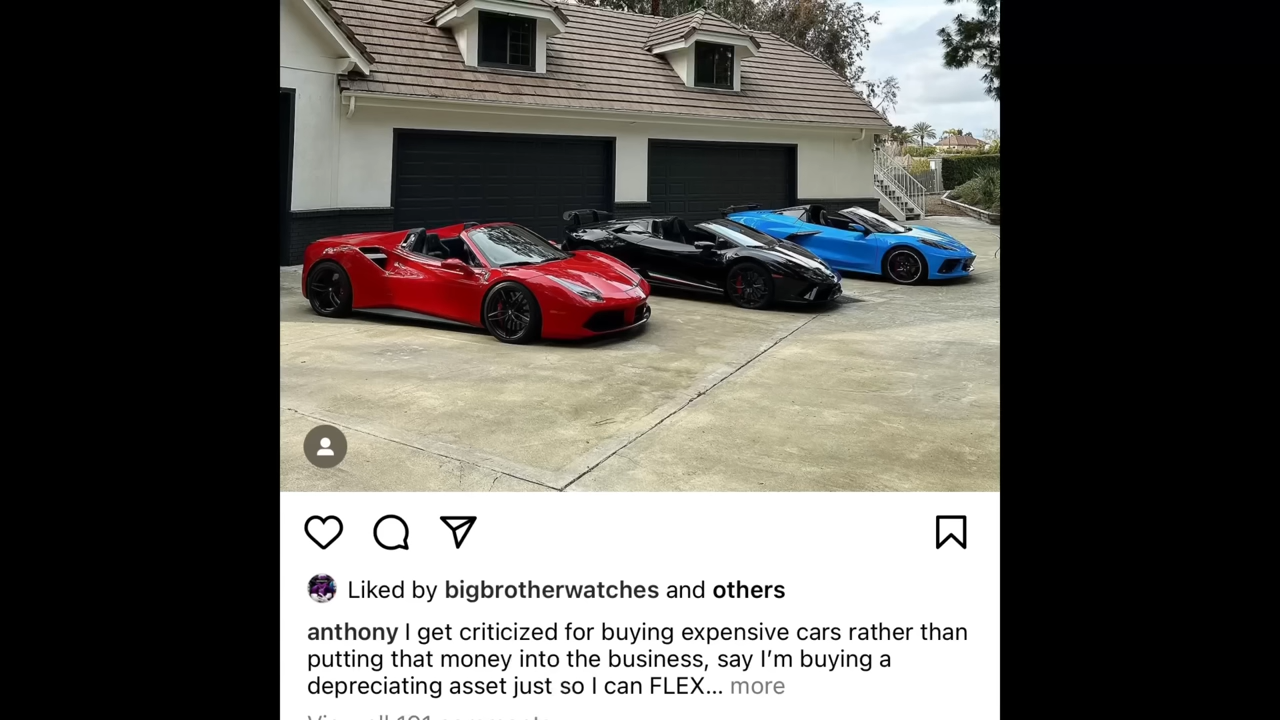 Liked by bigbrotherwatches and others
anthony I get criticized for buying expensive cars rather than
putting that money into the business, say I’m buying a
depreciating asset just so I can FLEX... more